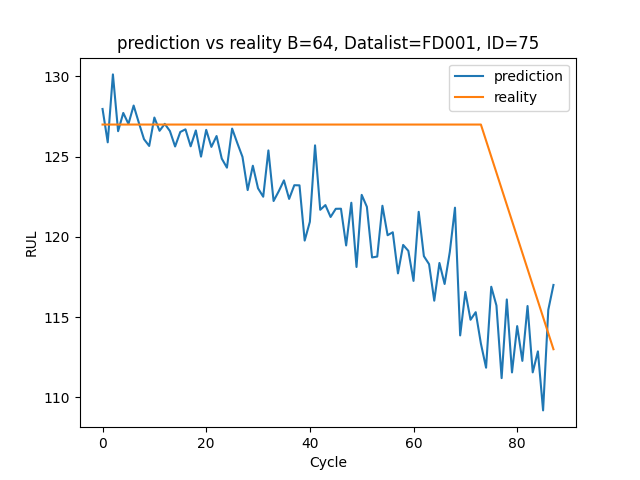 prediction vs reality B=64, Datalist=FD001, ID=75
prediction
reality
130
125
120
115
110
RUL
0 20 40 60 80
Cycle